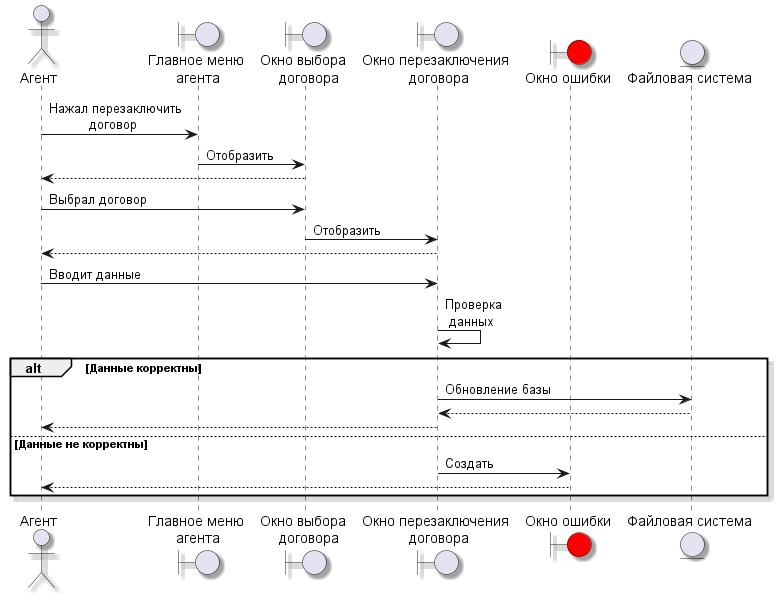 Агент
Главное меню
агента
Окно выбора
договора
Окно перезаключения
договора
Окно ошибки
Файловая система
Нажал перезаключить
договор
Отобразить
Выбрал договор
Отобразить
Вводит данные
Проверка
данных
alt [Данные корректны]
Обновление базы
[Данные не корректны]
Создать
Агент
Главное меню
агента
Окно выбора
договора
Окно перезаключения
договора
Окно ошибки
Файловая система